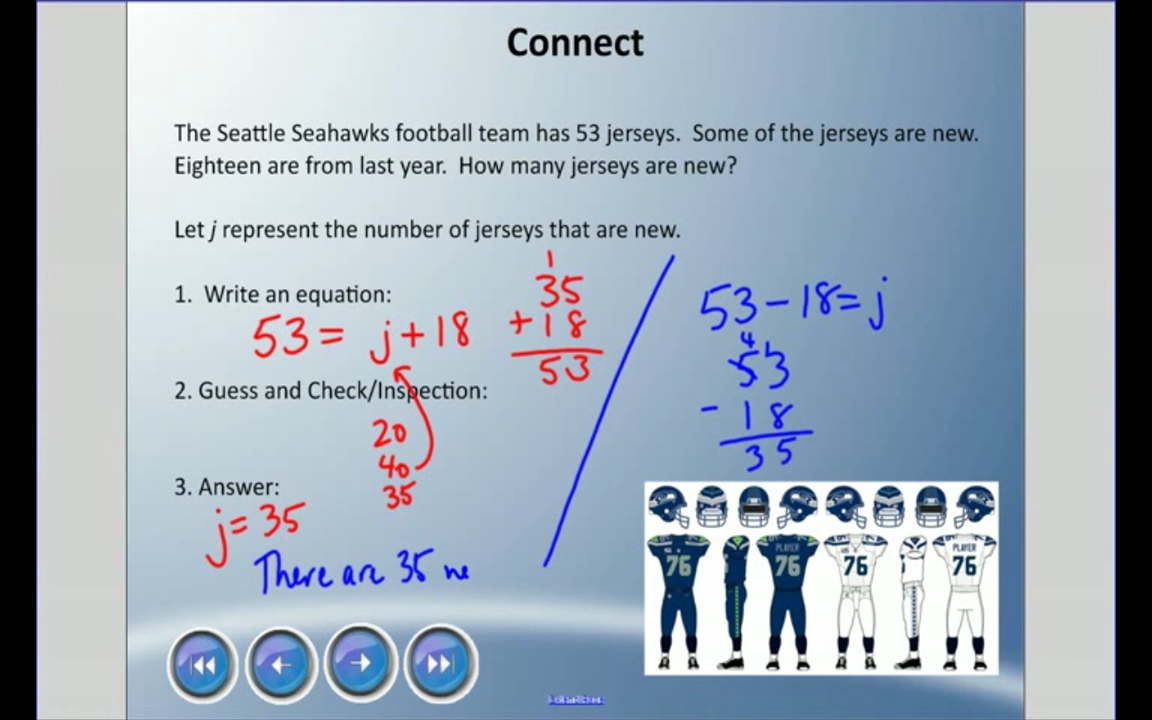 Connect
The Seattle Seahawks football team has 53 jerseys. Some of the jerseys are new.
Eighteen are from last year. How many jerseys are new?
Let j represent the number of jerseys that are new.
1. Write an equation:
53 = j + 18
1
35
+ 18
53
2. Guess and Check/Inspection:
20
40
35
3. Answer:
j = 35
There are 35 ne
53 - 18 = j
4 1
53
- 18
35
76
PLAYER
76
76
PLAYER
76